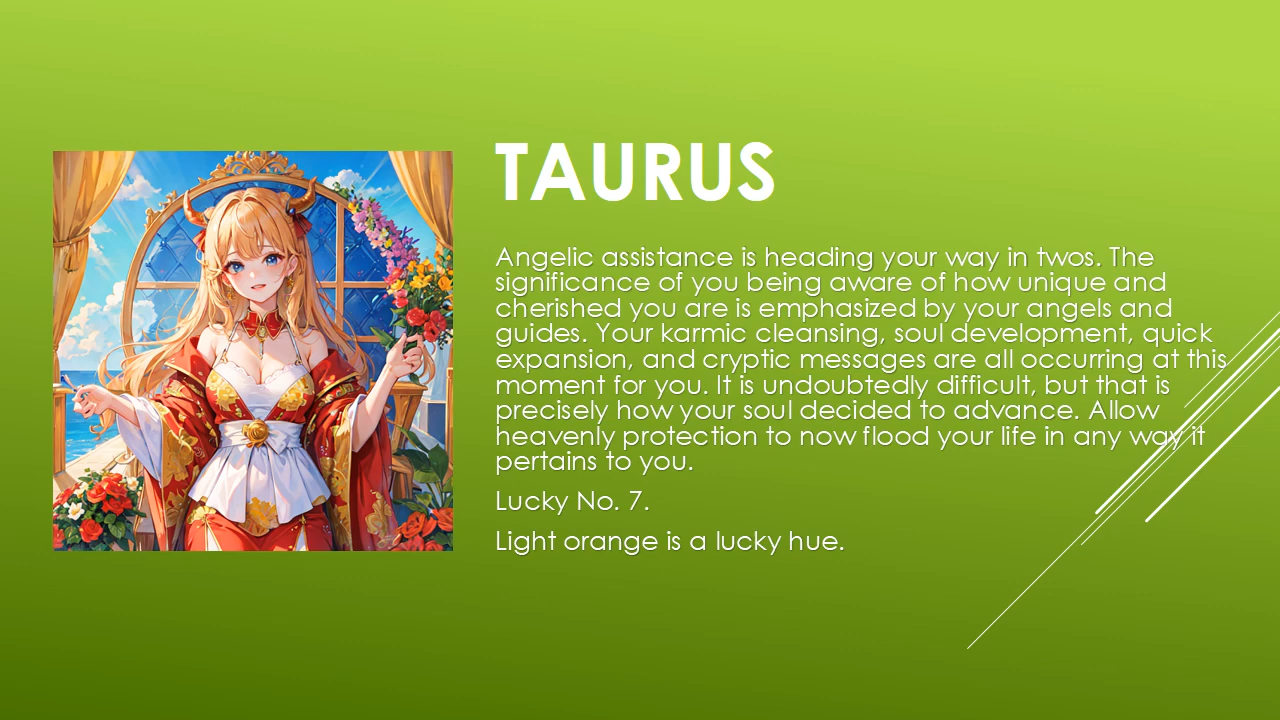 TAURUS
Angelic assistance is heading your way in twos. The
significance of you being aware of how unique and
cherished you are is emphasized by your angels and
guides. Your karmic cleansing, soul development, quick
expansion, and cryptic messages are all occurring at this
moment for you. It is undoubtedly difficult, but that is
precisely how your soul decided to advance. Allow
heavenly protection to now flood your life in any way it
pertains to you.
Lucky No. 7.
Light orange is a lucky hue.